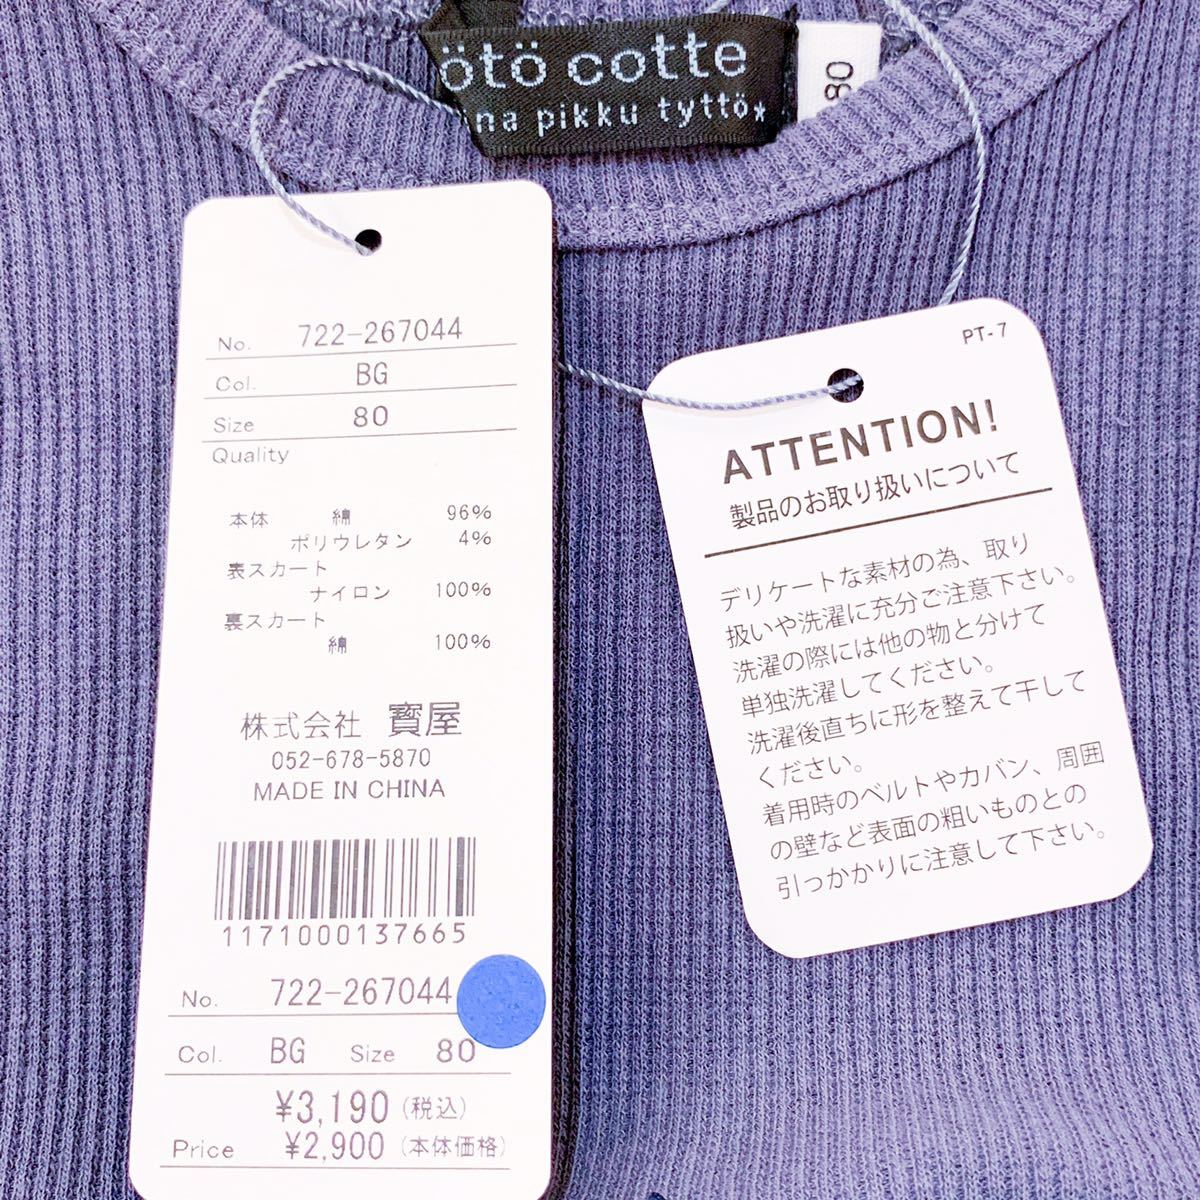 ötö cotte
na pikku tyttö
80
No. 722-267044
Col. BG
Size 80
Quality
本体 綿 96%
ポリウレタン 4%
表スカート
ナイロン 100%
裏スカート
綿 100%
株式会社 寳屋
052-678-5870
MADE IN CHINA
1171000137665
No. 722-267044
Col. BG Size 80
¥3,190 (税込)
Price ¥2,900 (本体価格)
PT-7
ATTENTION!
製品のお取り扱いについて
デリケートな素材の為、取り
扱いや洗濯に充分ご注意下さい。
洗濯の際には他の物と分けて
単独洗濯してください。
洗濯後直ちに形を整えて干して
ください。
着用時のベルトやカバン、周囲
の壁など表面の粗いものとの
引っかかりに注意して下さい。